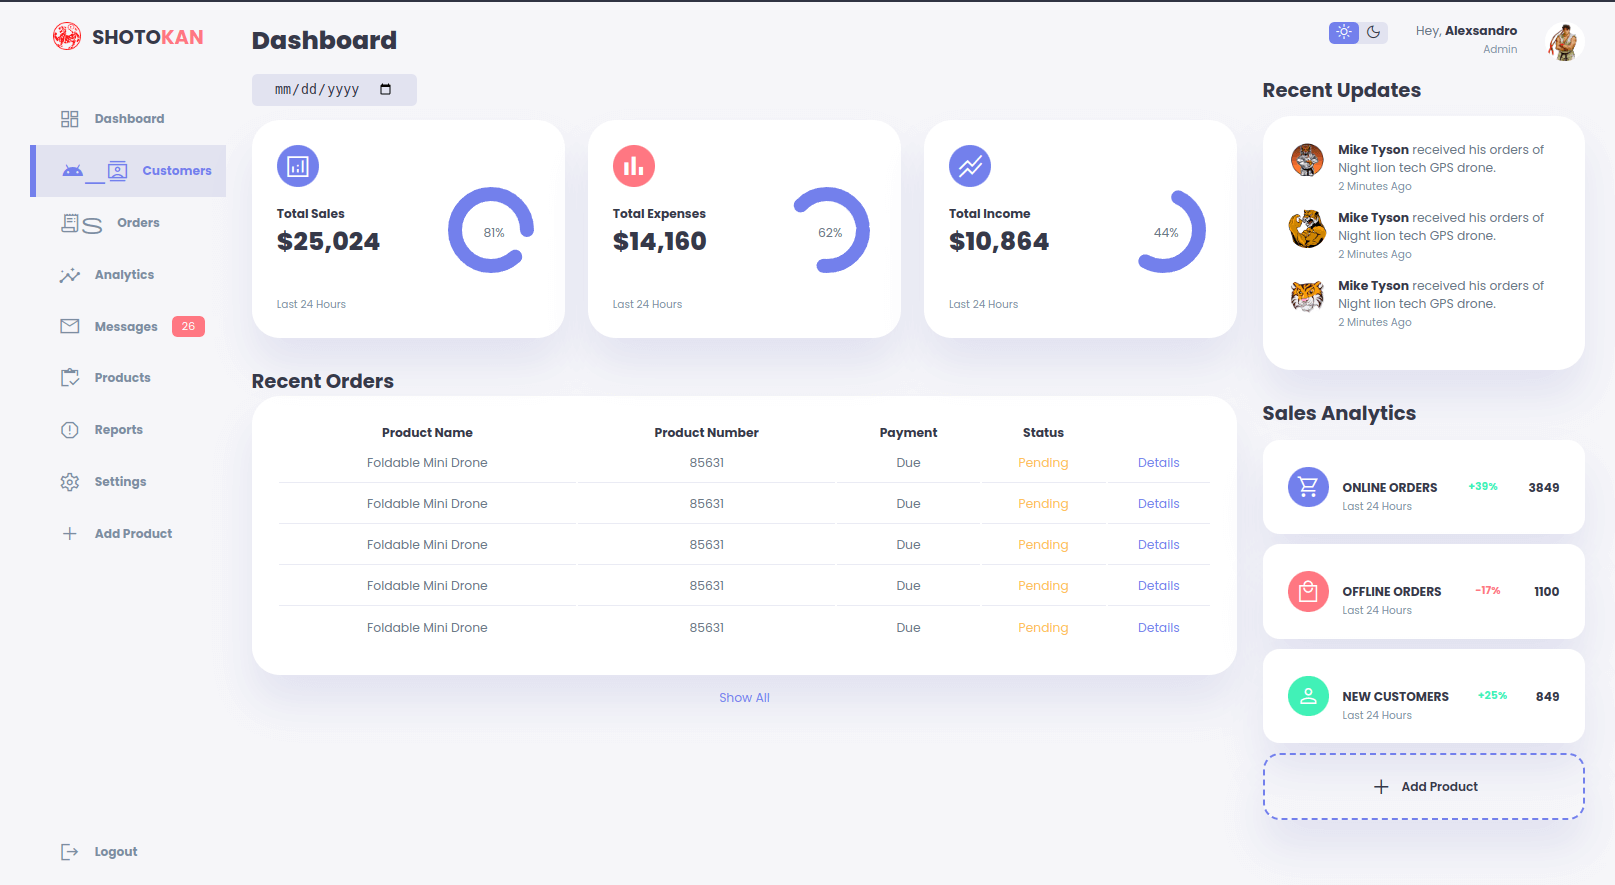 SHOTOKAN
Dashboard
Customers
Orders
Analytics
Messages 26
Products
Reports
Settings
Add Product
Logout
Dashboard
mm/dd/yyyy
Total Sales
$25,024
81%
Last 24 Hours
Total Expenses
$14,160
62%
Last 24 Hours
Total Income
$10,864
44%
Last 24 Hours
Recent Orders
Product Name Product Number Payment Status
Foldable Mini Drone 85631 Due Pending Details
Foldable Mini Drone 85631 Due Pending Details
Foldable Mini Drone 85631 Due Pending Details
Foldable Mini Drone 85631 Due Pending Details
Foldable Mini Drone 85631 Due Pending Details
Show All
Hey, Alexsandro
Admin
Recent Updates
Mike Tyson received his orders of
Night lion tech GPS drone.
2 Minutes Ago
Mike Tyson received his orders of
Night lion tech GPS drone.
2 Minutes Ago
Mike Tyson received his orders of
Night lion tech GPS drone.
2 Minutes Ago
Sales Analytics
ONLINE ORDERS +39% 3849
Last 24 Hours
OFFLINE ORDERS -17% 1100
Last 24 Hours
NEW CUSTOMERS +25% 849
Last 24 Hours
Add Product